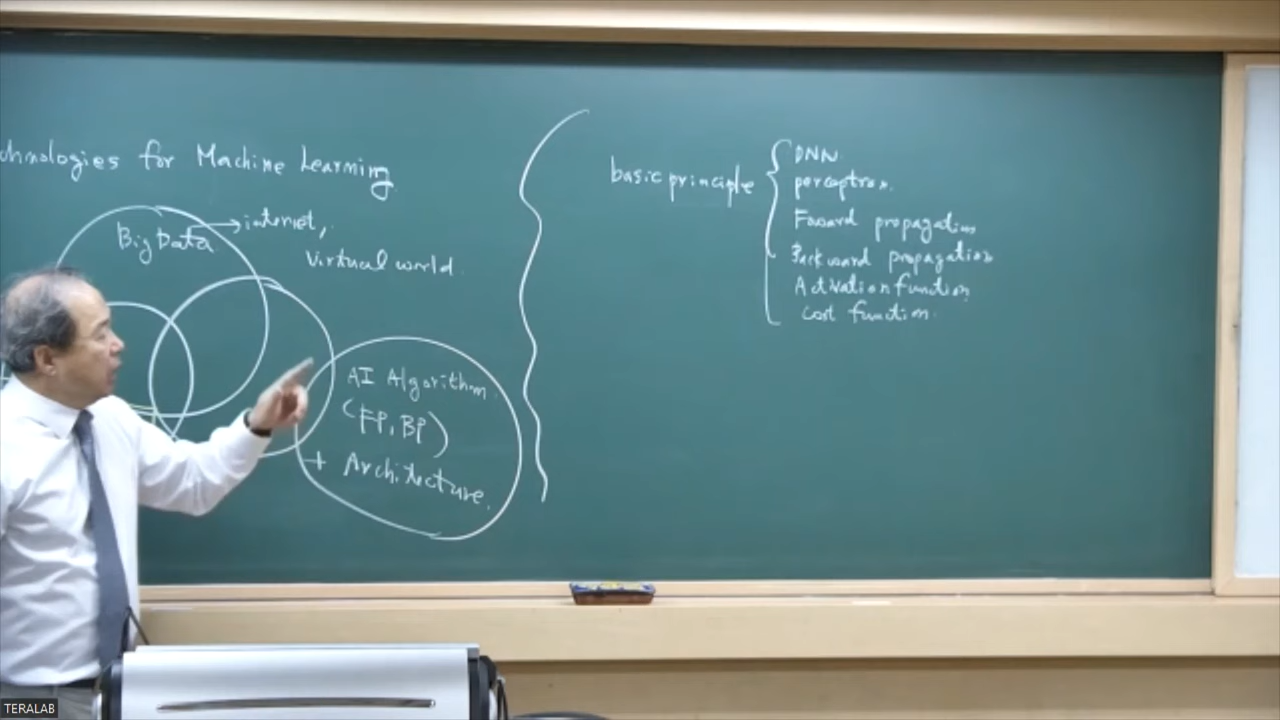 chnologies for Machine Learning
Big Data → internet,
virtual world.
AI Algorithm.
(FP, BP)
+ Architecture.
basic principle
DNN
perceptron.
Foward propagation
Backward propagation
Activation function
Cost function.
TERALAB